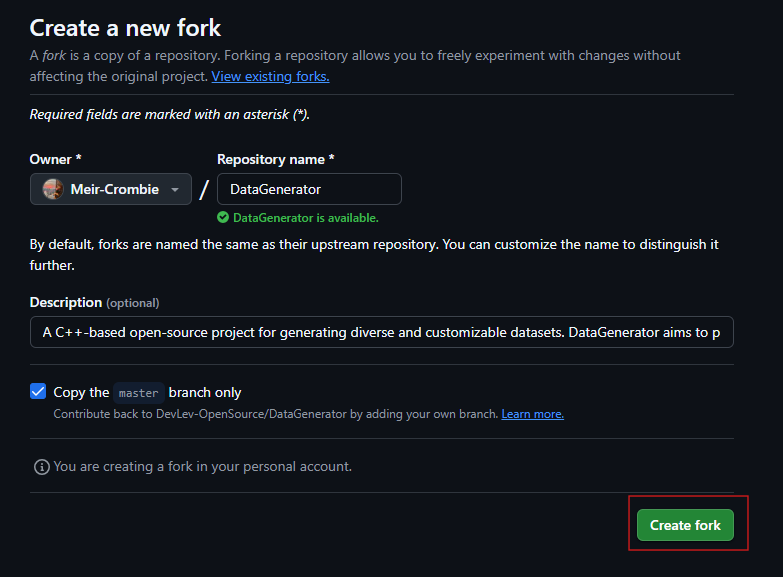 Create a new fork
A fork is a copy of a repository. Forking a repository allows you to freely experiment with changes without
affecting the original project. View existing forks.
Required fields are marked with an asterisk (*).
Owner * Repository name *
Meir-Crombie / DataGenerator
DataGenerator is available.
By default, forks are named the same as their upstream repository. You can customize the name to distinguish it
further.
Description (optional)
A C++-based open-source project for generating diverse and customizable datasets. DataGenerator aims to p
Copy the master branch only
Contribute back to DevLev-OpenSource/DataGenerator by adding your own branch. Learn more.
You are creating a fork in your personal account.
Create fork